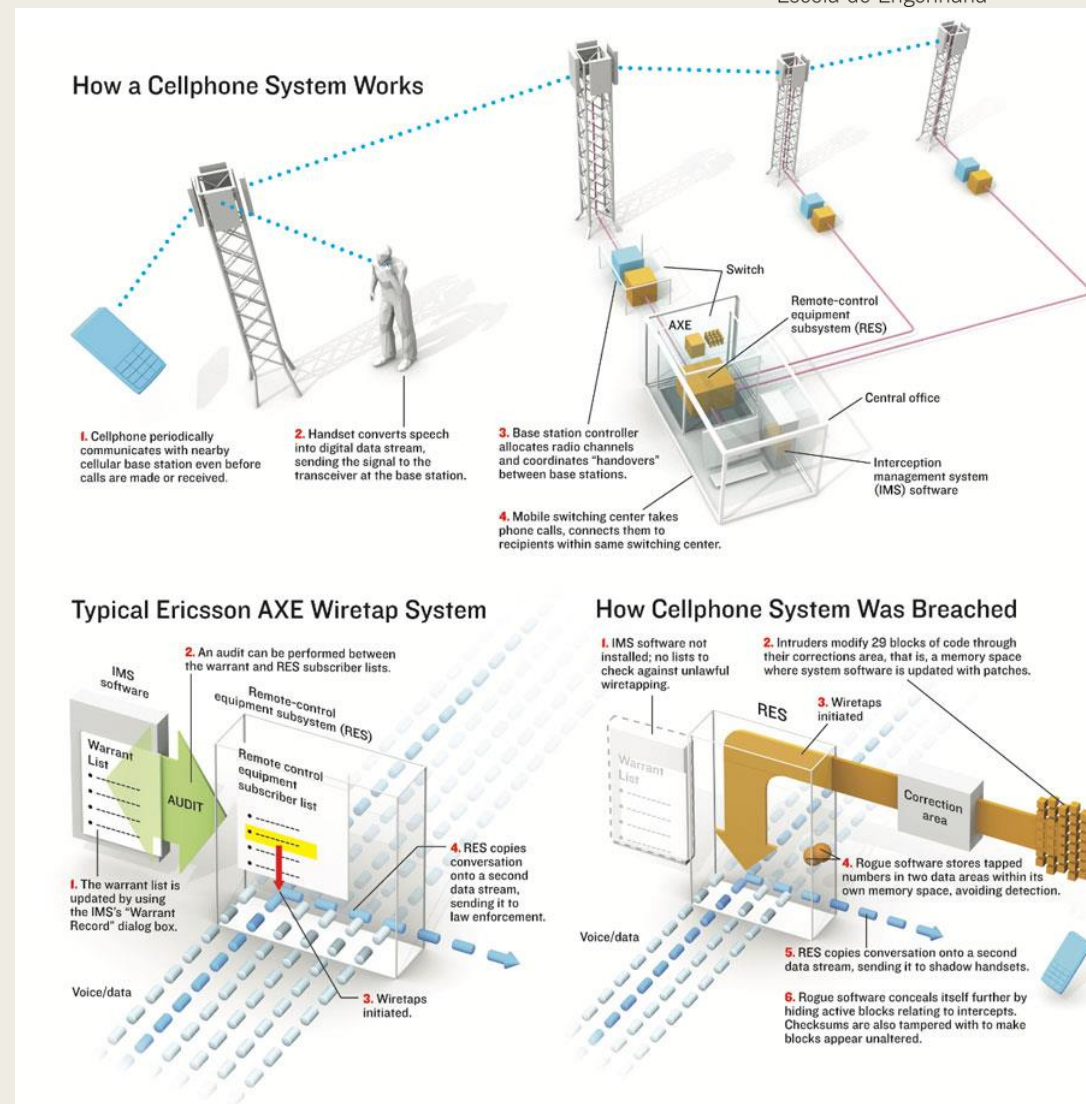 Escola de Engenharia
How a Cellphone System Works
Switch
AXE
Remote-control
equipment
subsystem (RES)
Central office
Interception
management system
(IMS) software
1. Cellphone periodically
communicates with nearby
cellular base station even before
calls are made or received.
2. Handset converts speech
into digital data stream,
sending the signal to the
transceiver at the base station.
3. Base station controller
allocates radio channels
and coordinates “handovers”
between base stations.
4. Mobile switching center takes
phone calls, connects them to
recipients within same switching center.
Typical Ericsson AXE Wiretap System
2. An audit can be performed between
the warrant and RES subscriber lists.
IMS
software
Remote-control
equipment subsystem (RES)
Warrant
List
AUDIT
Remote control
equipment
subscriber list
1. The warrant list is
updated by using
the IMS’s “Warrant
Record” dialog box.
4. RES copies
conversation
onto a second
data stream,
sending it to
law enforcement.
Voice/data
3. Wiretaps
initiated.
How Cellphone System Was Breached
1. IMS software not
installed; no lists to
check against unlawful
wiretapping.
2. Intruders modify 29 blocks of code through
their corrections area, that is, a memory space
where system software is updated with patches.
3. Wiretaps
initiated
RES
Warrant
List
Correction
area
4. Rogue software stores tapped
numbers in two data areas within its
own memory space, avoiding detection.
Voice/data
5. RES copies conversation onto a second
data stream, sending it to shadow handsets.
6. Rogue software conceals itself further by
hiding active blocks relating to intercepts.
Checksums are also tampered with to make
blocks appear unaltered.